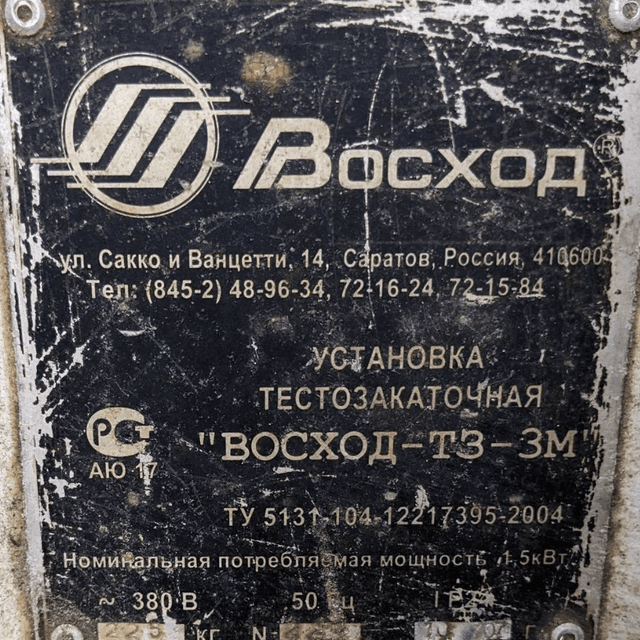 Восход®
ул. Сакко и Ванцетти, 14, Саратов, Россия, 410600
Тел: (845-2) 48-96-34, 72-16-24, 72-15-84
УСТАНОВКА
ТЕСТОЗАКАТОЧНАЯ
РСТ
АЮ 17
"ВОСХОД-ТЗ-3М"
ТУ 5131-104-12217395-2004
Номинальная потребляемая мощность 1,5кВт
~ 380 В 50 Гц
кг N г